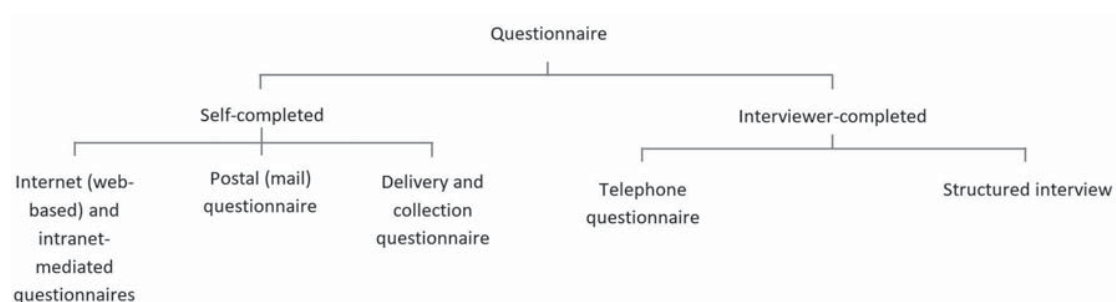 Questionnaire
Self-completed
Interviewer-completed
Internet (web-
based) and
intranet-
mediated
questionnaires
Postal (mail)
questionnaire
Delivery and
collection
questionnaire
Telephone
questionnaire
Structured interview